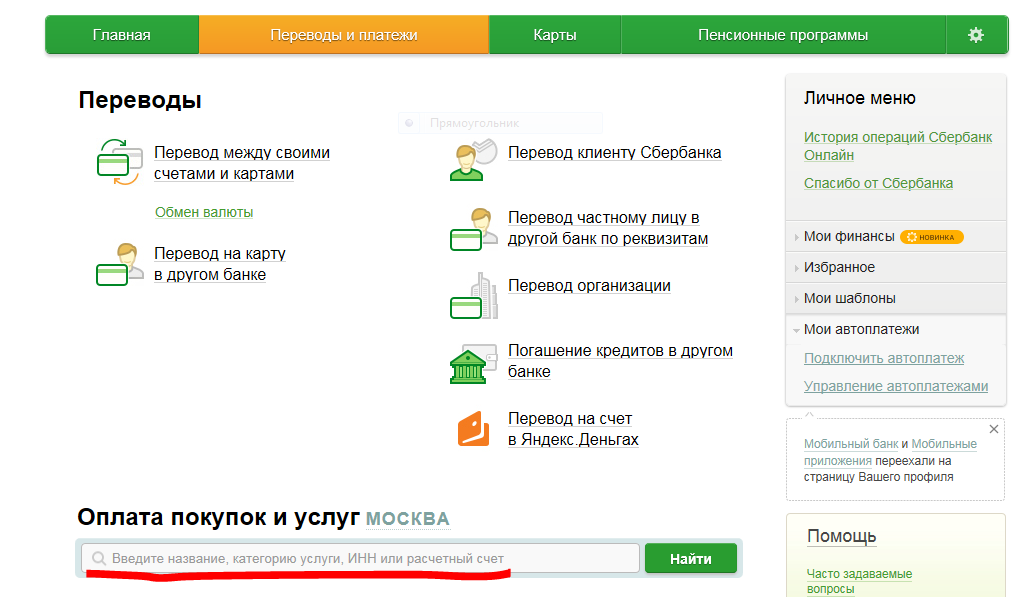 Главная
Переводы и платежи
Карты
Пенсионные программы
Переводы
Прямоугольник
Перевод между своими
счетами и картами
Обмен валюты
Перевод на карту
в другом банке
Перевод клиенту Сбербанка
Перевод частному лицу в
другой банк по реквизитам
Перевод организации
Погашение кредитов в другом
банке
Перевод на счет
в Яндекс.Деньгах
Оплата покупок и услуг МОСКВА
Введите название, категорию услуги, ИНН или расчетный счет
Найти
Личное меню
История операций Сбербанк
Онлайн
Спасибо от Сбербанка
Мои финансы НОВИНКА
Избранное
Мои шаблоны
Мои автоплатежи
Подключить автоплатеж
Управление автоплатежами
Мобильный банк и Мобильные
приложения переехали на
страницу Вашего профиля
Помощь
Часто задаваемые
вопросы